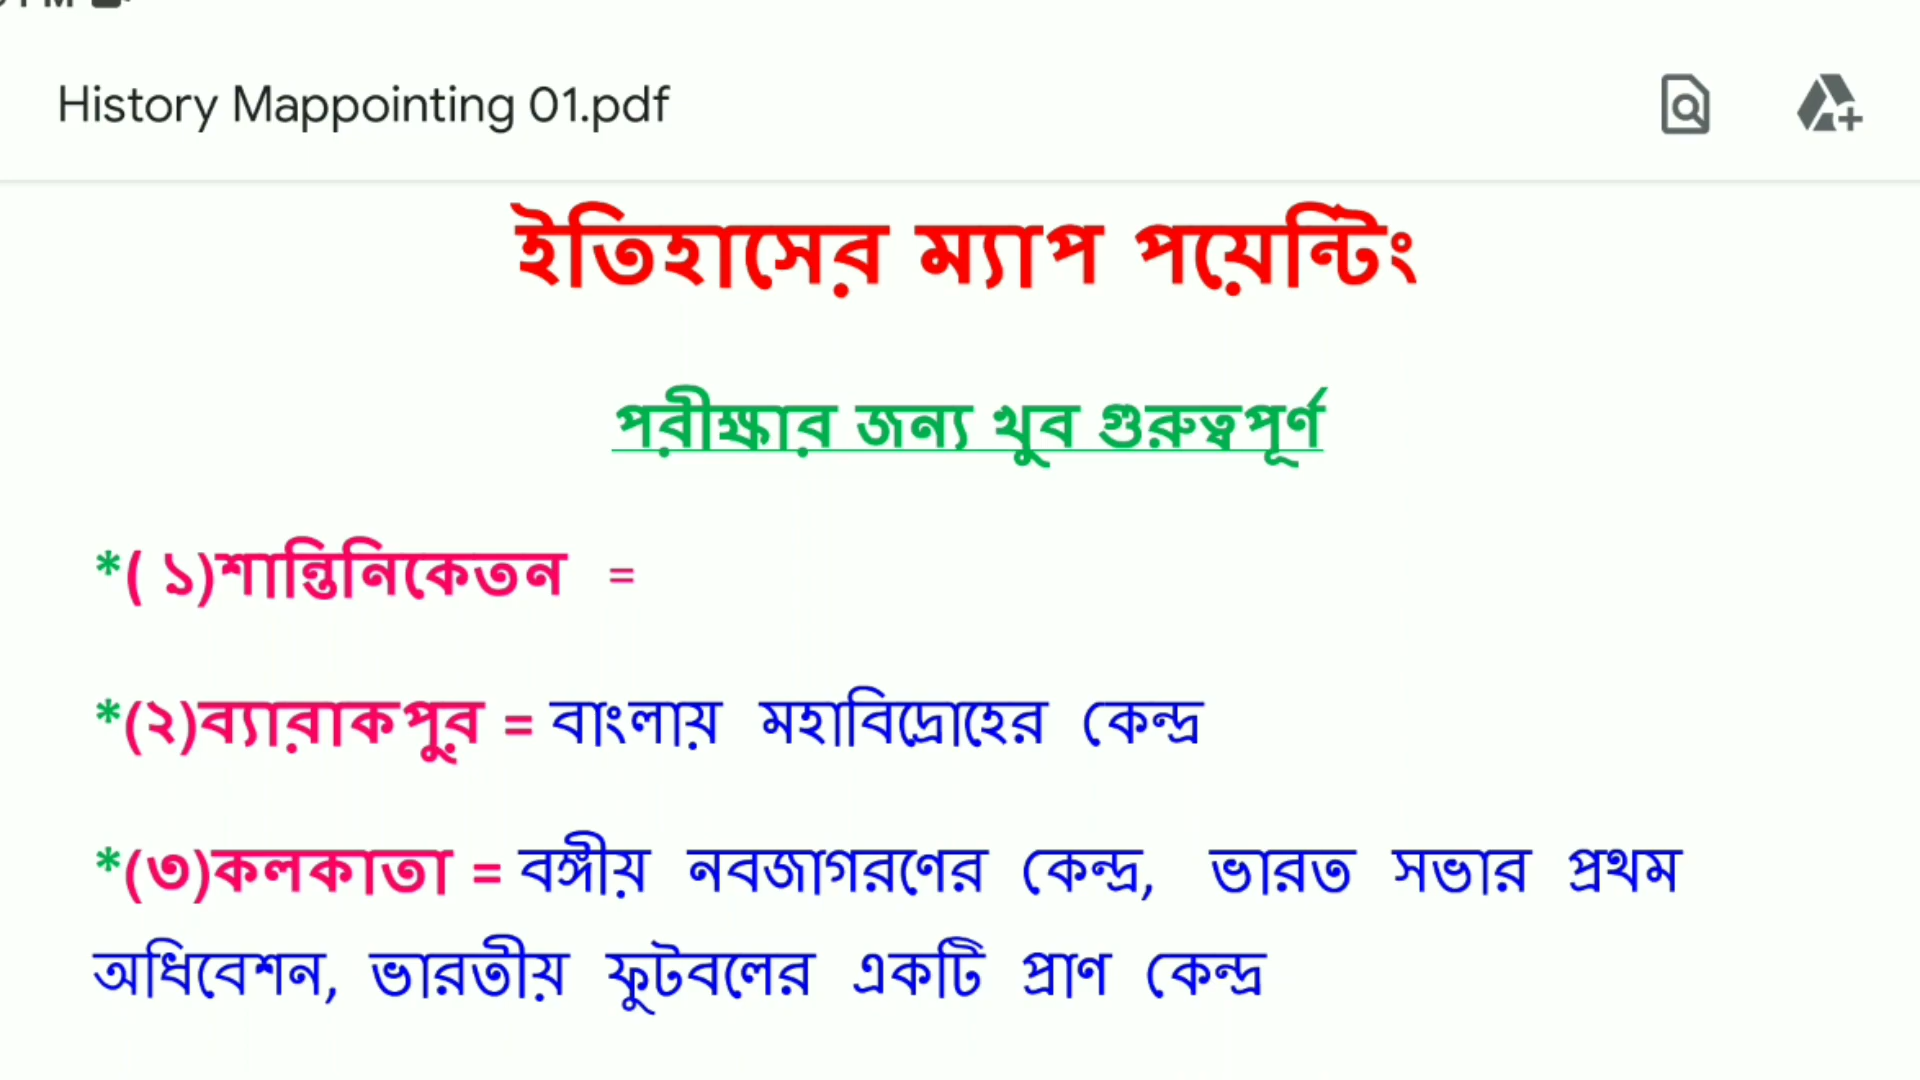 History Mappointing 01.pdf
ইতিহাসের ম্যাপ পয়েন্টিং
পরীক্ষার জন্য খুব গুরুত্বপূর্ণ
*( ১)শান্তিনিকেতন =
*(২)ব্যারাকপুর = বাংলায় মহাবিদ্রোহের কেন্দ্র
*(৩)কলকাতা = বঙ্গীয় নবজাগরণের কেন্দ্র, ভারত সভার প্রথম
অধিবেশন, ভারতীয় ফুটবলের একটি প্রাণ কেন্দ্র